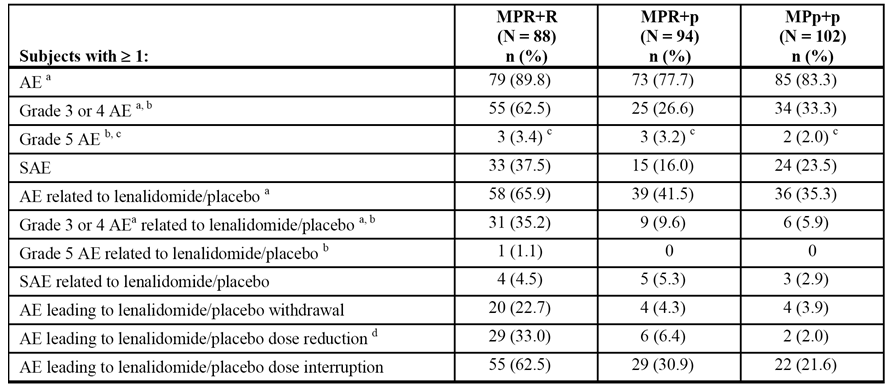 Subjects with ≥ 1: MPR+R (N = 88) n (%) MPR+p (N = 94) n (%) MPp+p (N = 102) n (%)
AE a 79 (89.8) 73 (77.7) 85 (83.3)
Grade 3 or 4 AE a, b 55 (62.5) 25 (26.6) 34 (33.3)
Grade 5 AE b, c 3 (3.4) c 3 (3.2) c 2 (2.0) c
SAE 33 (37.5) 15 (16.0) 24 (23.5)
AE related to lenalidomide/placebo a 58 (65.9) 39 (41.5) 36 (35.3)
Grade 3 or 4 AEa related to lenalidomide/placebo a, b 31 (35.2) 9 (9.6) 6 (5.9)
Grade 5 AE related to lenalidomide/placebo b 1 (1.1) 0 0
SAE related to lenalidomide/placebo 4 (4.5) 5 (5.3) 3 (2.9)
AE leading to lenalidomide/placebo withdrawal 20 (22.7) 4 (4.3) 4 (3.9)
AE leading to lenalidomide/placebo dose reduction d 29 (33.0) 6 (6.4) 2 (2.0)
AE leading to lenalidomide/placebo dose interruption 55 (62.5) 29 (30.9) 22 (21.6)